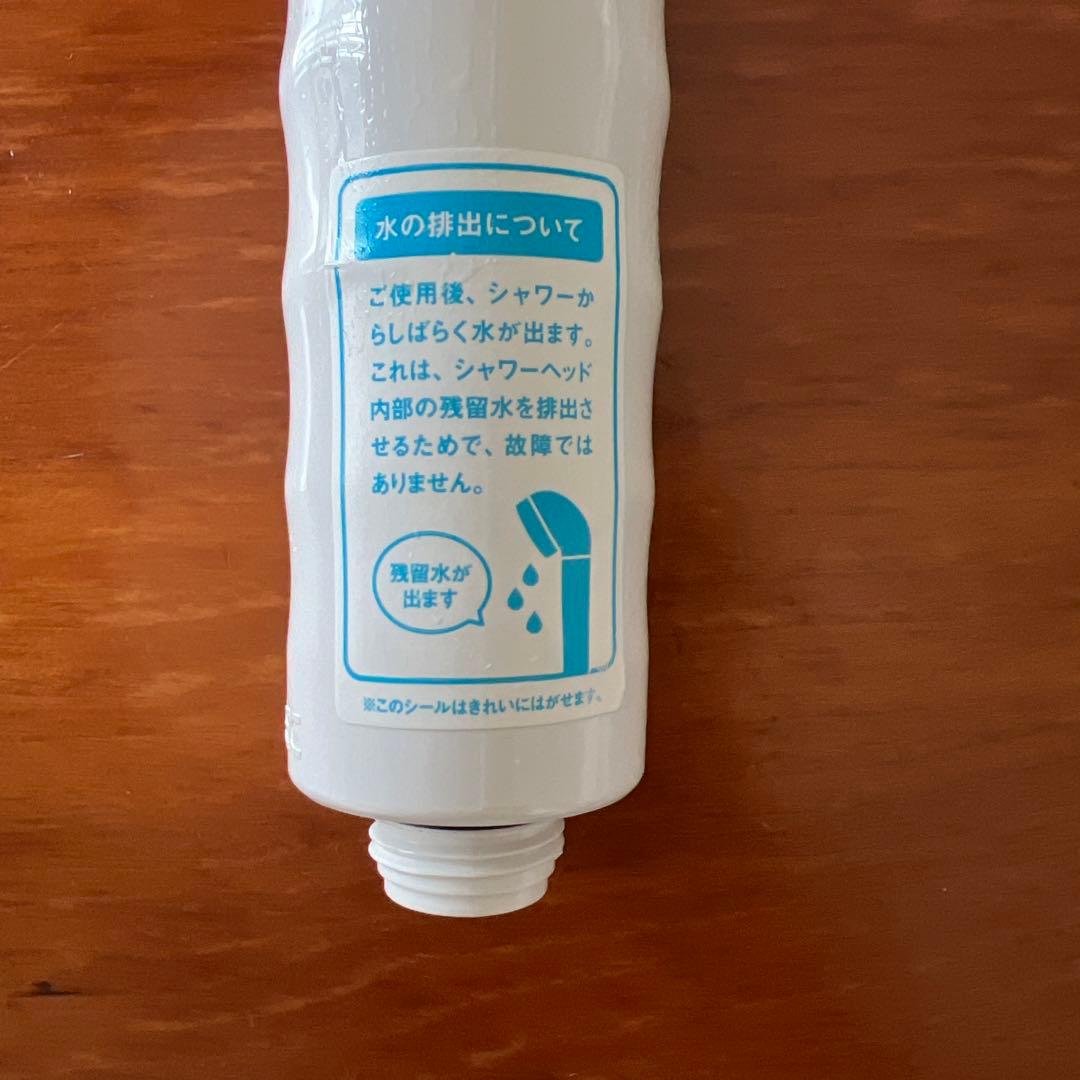 水の排出について
ご使用後、シャワーか
らしばらく水が出ます。
これは、シャワーヘッド
内部の残留水を排出さ
せるためで、故障では
ありません。
残留水が
出ます
※このシールはきれいにはがせます。